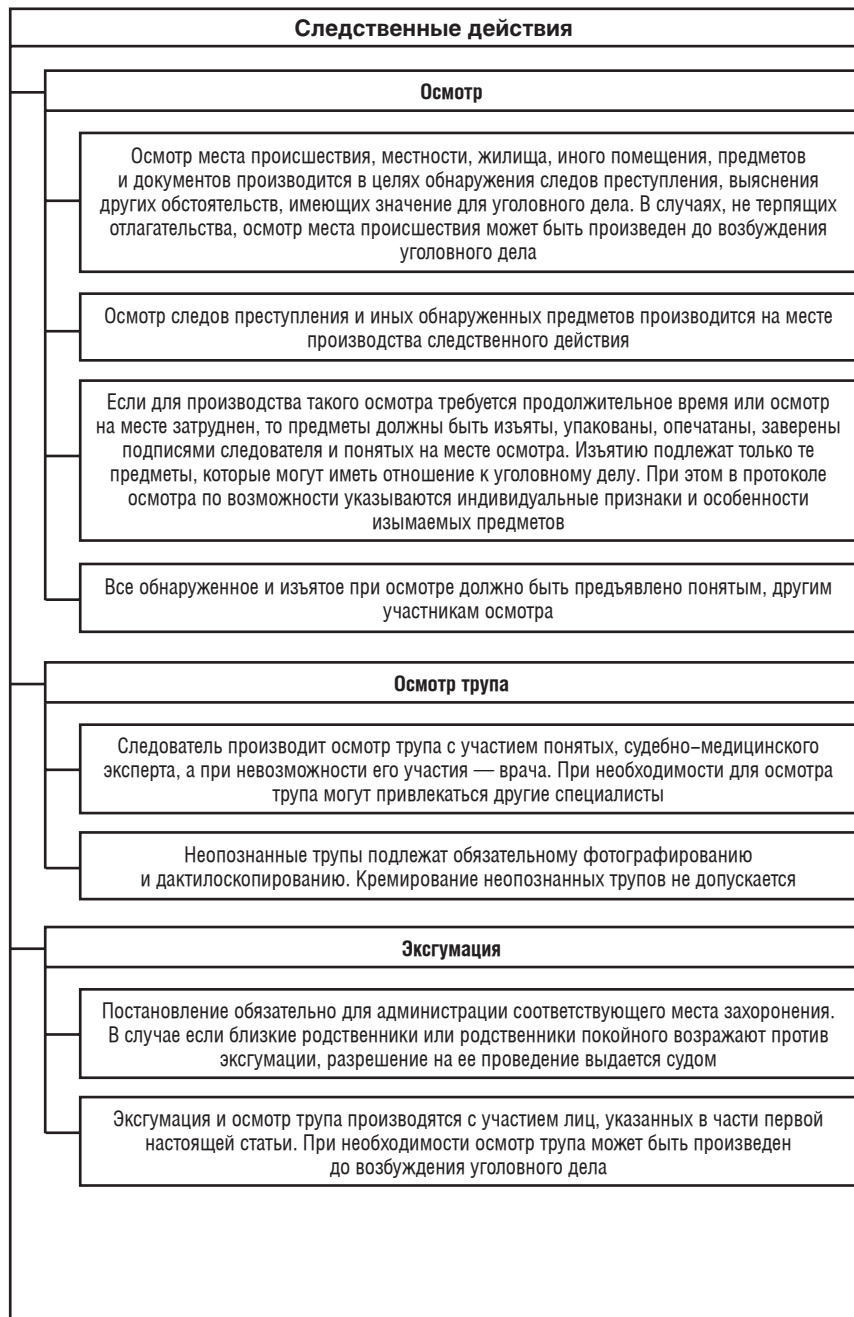 Следственные действия
Осмотр
Осмотр места происшествия, местности, жилища, иного помещения, предметов
и документов производится в целях обнаружения следов преступления, выяснения
других обстоятельств, имеющих значение для уголовного дела. В случаях, не терпящих
отлагательства, осмотр места происшествия может быть произведен до возбуждения
уголовного дела
Осмотр следов преступления и иных обнаруженных предметов производится на месте
производства следственного действия
Если для производства такого осмотра требуется продолжительное время или осмотр
на месте затруднен, то предметы должны быть изъяты, упакованы, опечатаны, заверены
подписями следователя и понятых на месте осмотра. Изъятию подлежат только те
предметы, которые могут иметь отношение к уголовному делу. При этом в протоколе
осмотра по возможности указываются индивидуальные признаки и особенности
изымаемых предметов
Все обнаруженное и изъятое при осмотре должно быть предъявлено понятым, другим
участникам осмотра
Осмотр трупа
Следователь производит осмотр трупа с участием понятых, судебно-медицинского
эксперта, а при невозможности его участия — врача. При необходимости для осмотра
трупа могут привлекаться другие специалисты
Неопознанные трупы подлежат обязательному фотографированию
и дактилоскопированию. Кремирование неопознанных трупов не допускается
Эксгумация
Постановление обязательно для администрации соответствующего места захоронения.
В случае если близкие родственники или родственники покойного возражают против
эксгумации, разрешение на ее проведение выдается судом
Эксгумация и осмотр трупа производятся с участием лиц, указанных в части первой
настоящей статьи. При необходимости осмотр трупа может быть произведен
до возбуждения уголовного дела